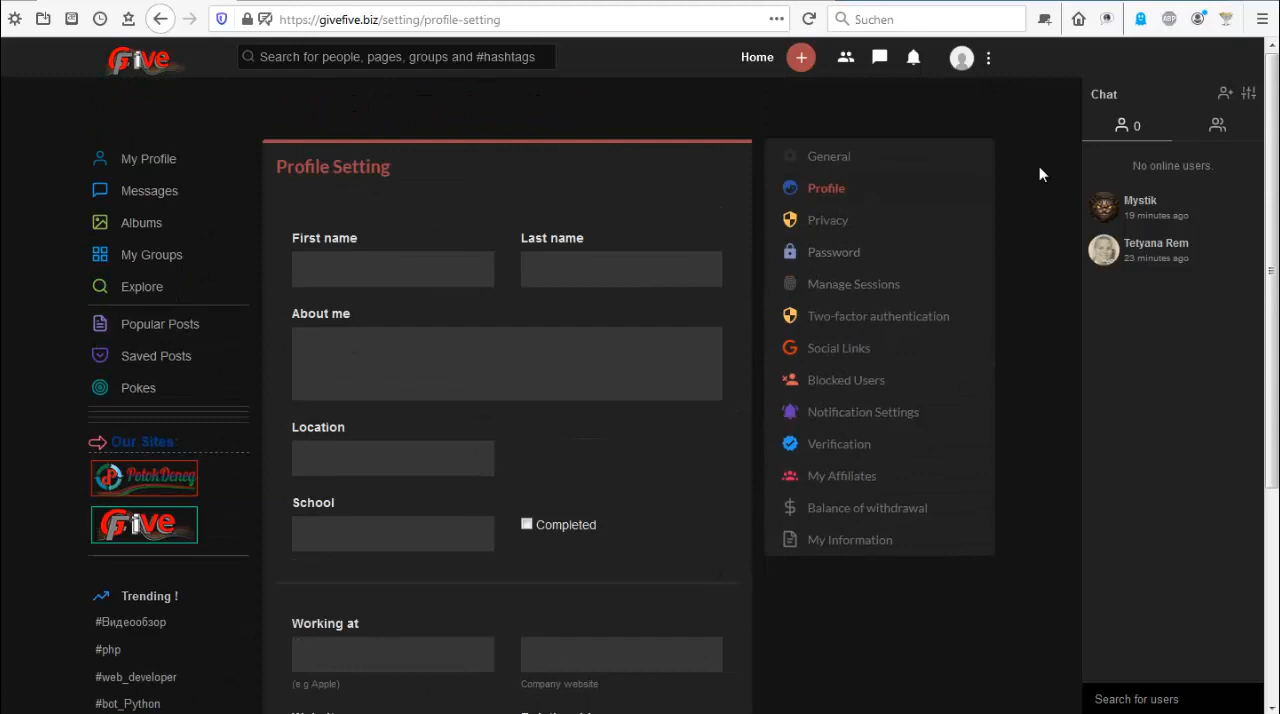 https://givefive.biz/setting/profile-setting
Suchen
ABP
Give
Search for people, pages, groups and #hashtags
Home
Chat
0
No online users.
Mystik
19 minutes ago
Tetyana Rem
23 minutes ago
Search for users
My Profile
Messages
Albums
My Groups
Explore
Popular Posts
Saved Posts
Pokes
Our Sites:
PotokDeneg
Give
Trending !
#Видеообзор
#php
#web_developer
#bot_Python
Profile Setting
First name
Last name
About me
Location
School
Completed
Working at
(e g Apple)
Company website
General
Profile
Privacy
Password
Manage Sessions
Two-factor authentication
Social Links
Blocked Users
Notification Settings
Verification
My Affiliates
Balance of withdrawal
My Information